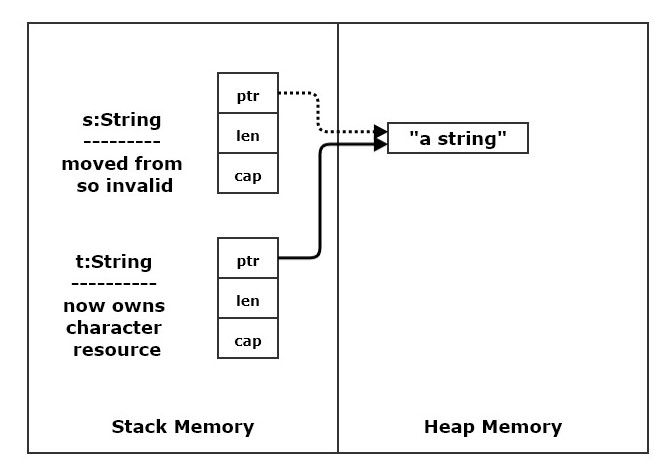 s:String
---------
moved from
so invalid
ptr
len
cap
"a string"
t:String
----------
now owns
character
resource
ptr
len
cap
Stack Memory
Heap Memory